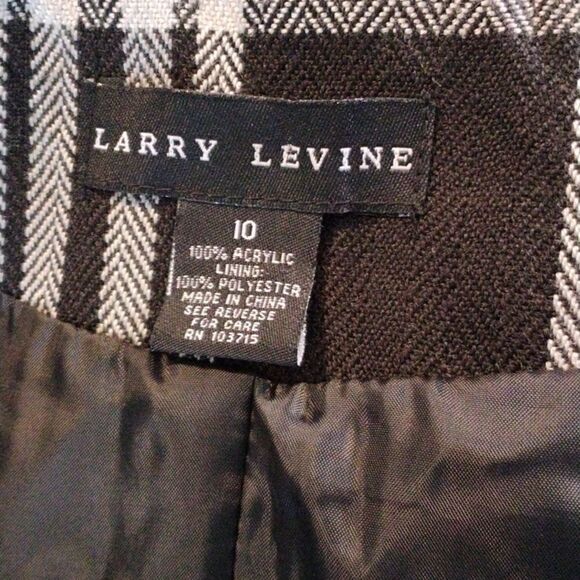 LARRY LEVINE
10
100% ACRYLIC
LINING:
100% POLYESTER
MADE IN CHINA
SEE REVERSE
FOR CARE
RN 103715